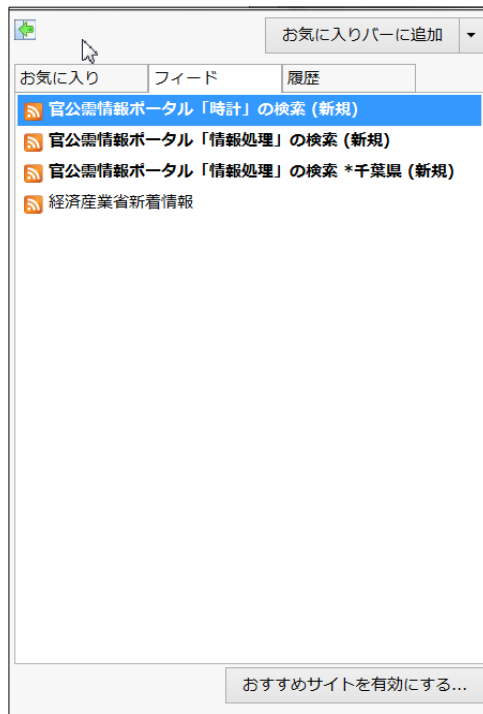 お気に入りバーに追加
お気に入り フィード 履歴
官公需情報ポータル「時計」の検索 (新規)
官公需情報ポータル「情報処理」の検索 (新規)
官公需情報ポータル「情報処理」の検索 *千葉県 (新規)
経済産業省新着情報
おすすめサイトを有効にする...